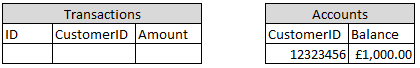 Transactions Accounts
ID CustomerID Amount CustomerID Balance
12323456 £1,000.00